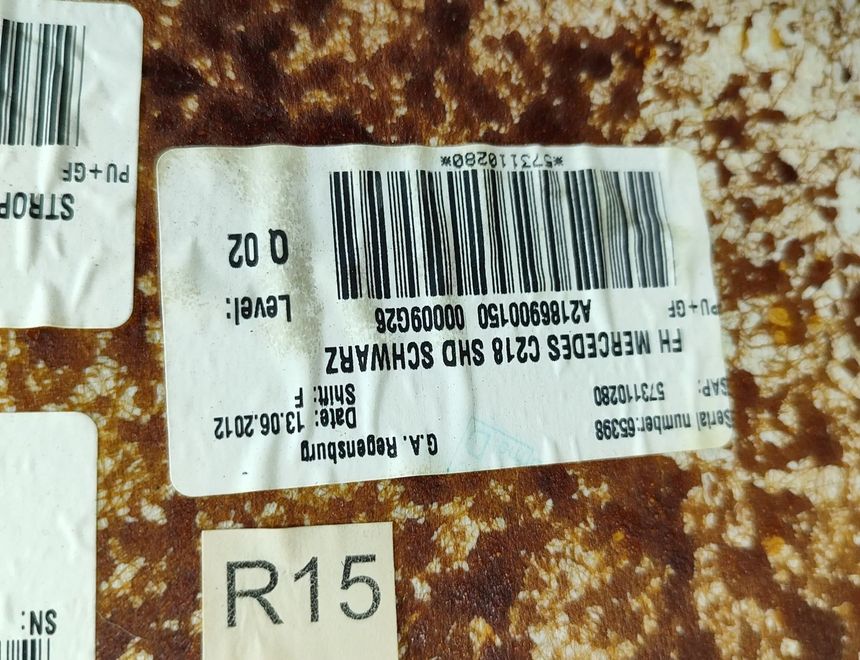 G.A. Regensburg
Serial number:65398
Date: 13.06.2012
SAP: 573110280
Shift: F
FH MERCEDES C218 SHD SCHWARZ
PU+GF
A2186900150 00009G26
Level:
Q 02
*573110280*
PU+GF
R15
SN: